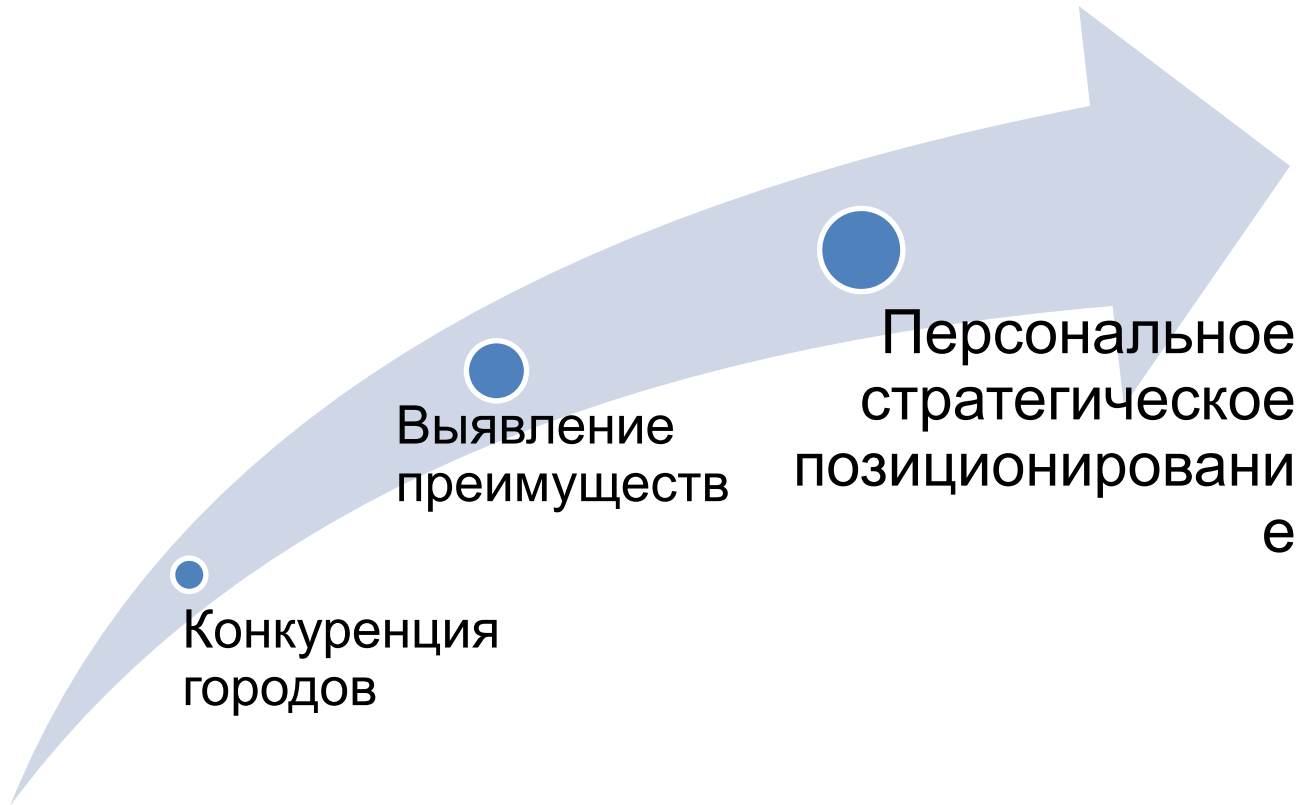 Конкуренция
городов
Выявление
преимуществ
Персональное
стратегическое
позиционировани
е